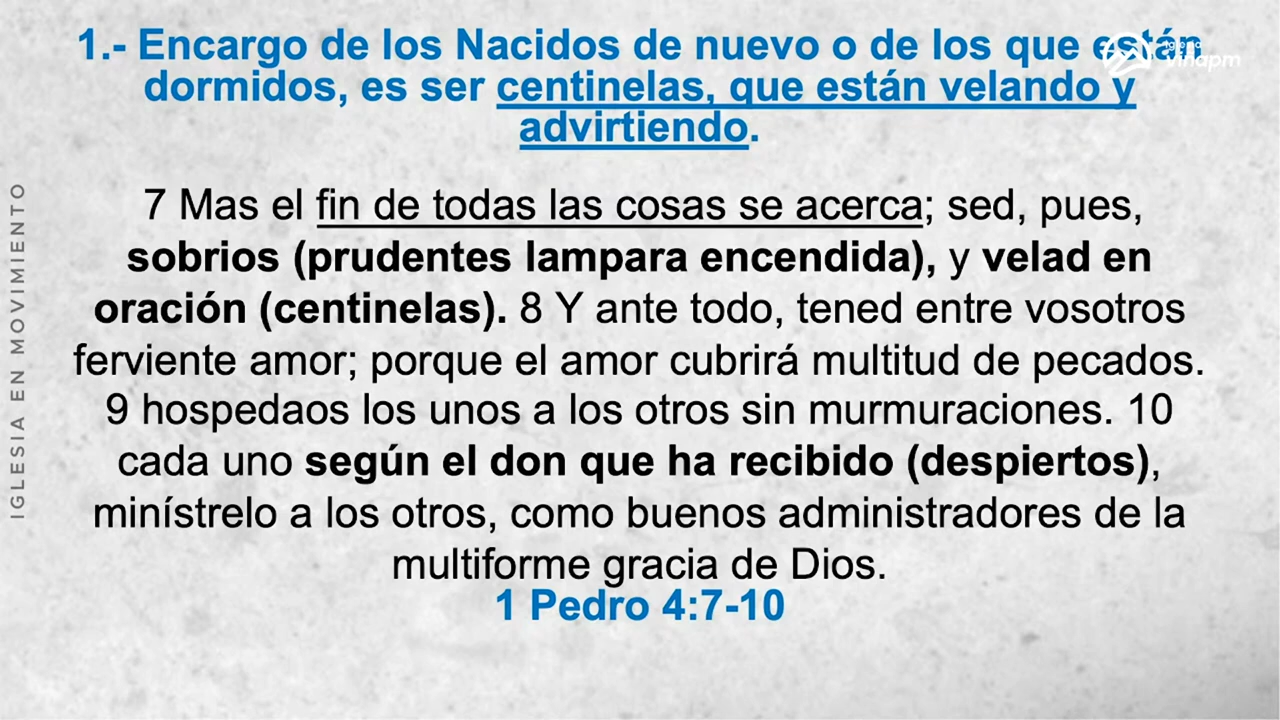 1.- Encargo de los Nacidos de nuevo o de los que están
dormidos, es ser centinelas, que están velando y
advirtiendo.
7 Mas el fin de todas las cosas se acerca; sed, pues,
sobrios (prudentes lampara encendida), y velad en
oración (centinelas). 8 Y ante todo, tened entre vosotros
ferviente amor; porque el amor cubrirá multitud de pecados.
9 hospedaos los unos a los otros sin murmuraciones. 10
cada uno según el don que ha recibido (despiertos),
minístrelo a los otros, como buenos administradores de la
multiforme gracia de Dios.
1 Pedro 4:7-10
IGLESIA EN MOVIMIENTO
Iglesia